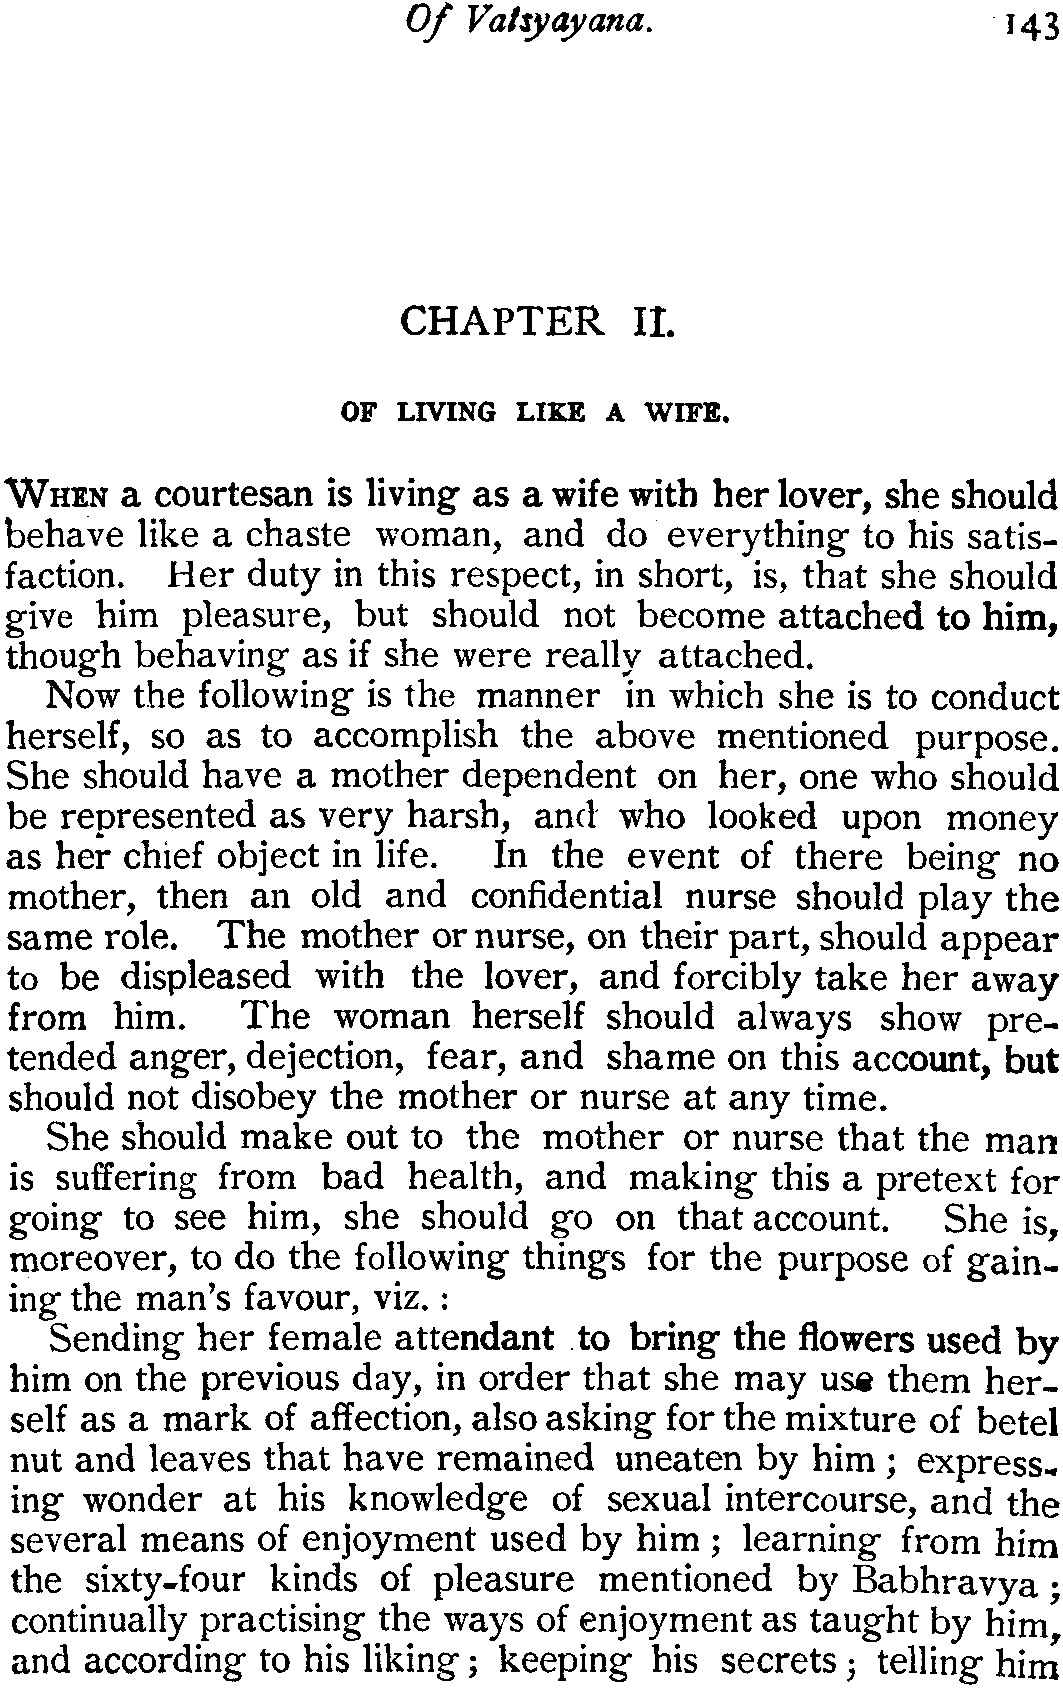 Of Vatsyayana. 143
CHAPTER II.
OF LIVING LIKE A WIFE.
WHEN a courtesan is living as a wife with her lover, she should
behave like a chaste woman, and do everything to his satis-
faction. Her duty in this respect, in short, is, that she should
give him pleasure, but should not become attached to him,
though behaving as if she were really attached.
Now the following is the manner in which she is to conduct
herself, so as to accomplish the above mentioned purpose.
She should have a mother dependent on her, one who should
be represented as very harsh, and who looked upon money
as her chief object in life. In the event of there being no
mother, then an old and confidential nurse should play the
same role. The mother or nurse, on their part, should appear
to be displeased with the lover, and forcibly take her away
from him. The woman herself should always show pre-
tended anger, dejection, fear, and shame on this account, but
should not disobey the mother or nurse at any time.
She should make out to the mother or nurse that the man
is suffering from bad health, and making this a pretext for
going to see him, she should go on that account. She is,
moreover, to do the following things for the purpose of gain-
ing the man's favour, viz. :
Sending her female attendant to bring the flowers used by
him on the previous day, in order that she may use them her-
self as a mark of affection, also asking for the mixture of betel
nut and leaves that have remained uneaten by him ; express-
ing wonder at his knowledge of sexual intercourse, and the
several means of enjoyment used by him ; learning from him
the sixty-four kinds of pleasure mentioned by Babhravya ;
continually practising the ways of enjoyment as taught by him,
and according to his liking ; keeping his secrets ; telling him